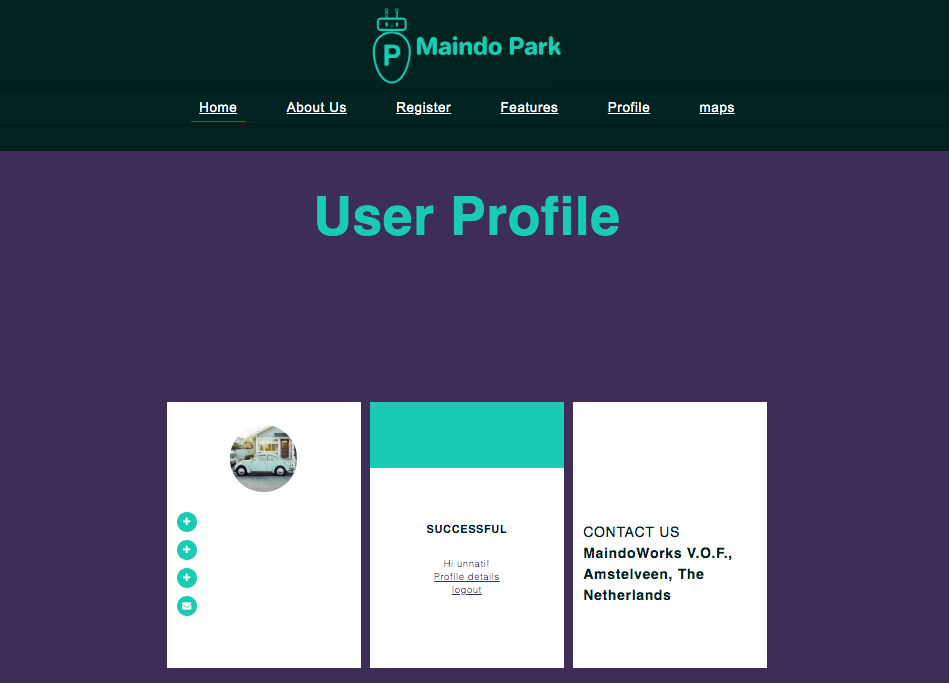 P
Maindo Park
Home About Us Register Features Profile maps
User Profile
SUCCESSFUL
Hi unnati!
Profile details
logout
CONTACT US
MaindoWorks V.O.F.,
Amstelveen, The
Netherlands